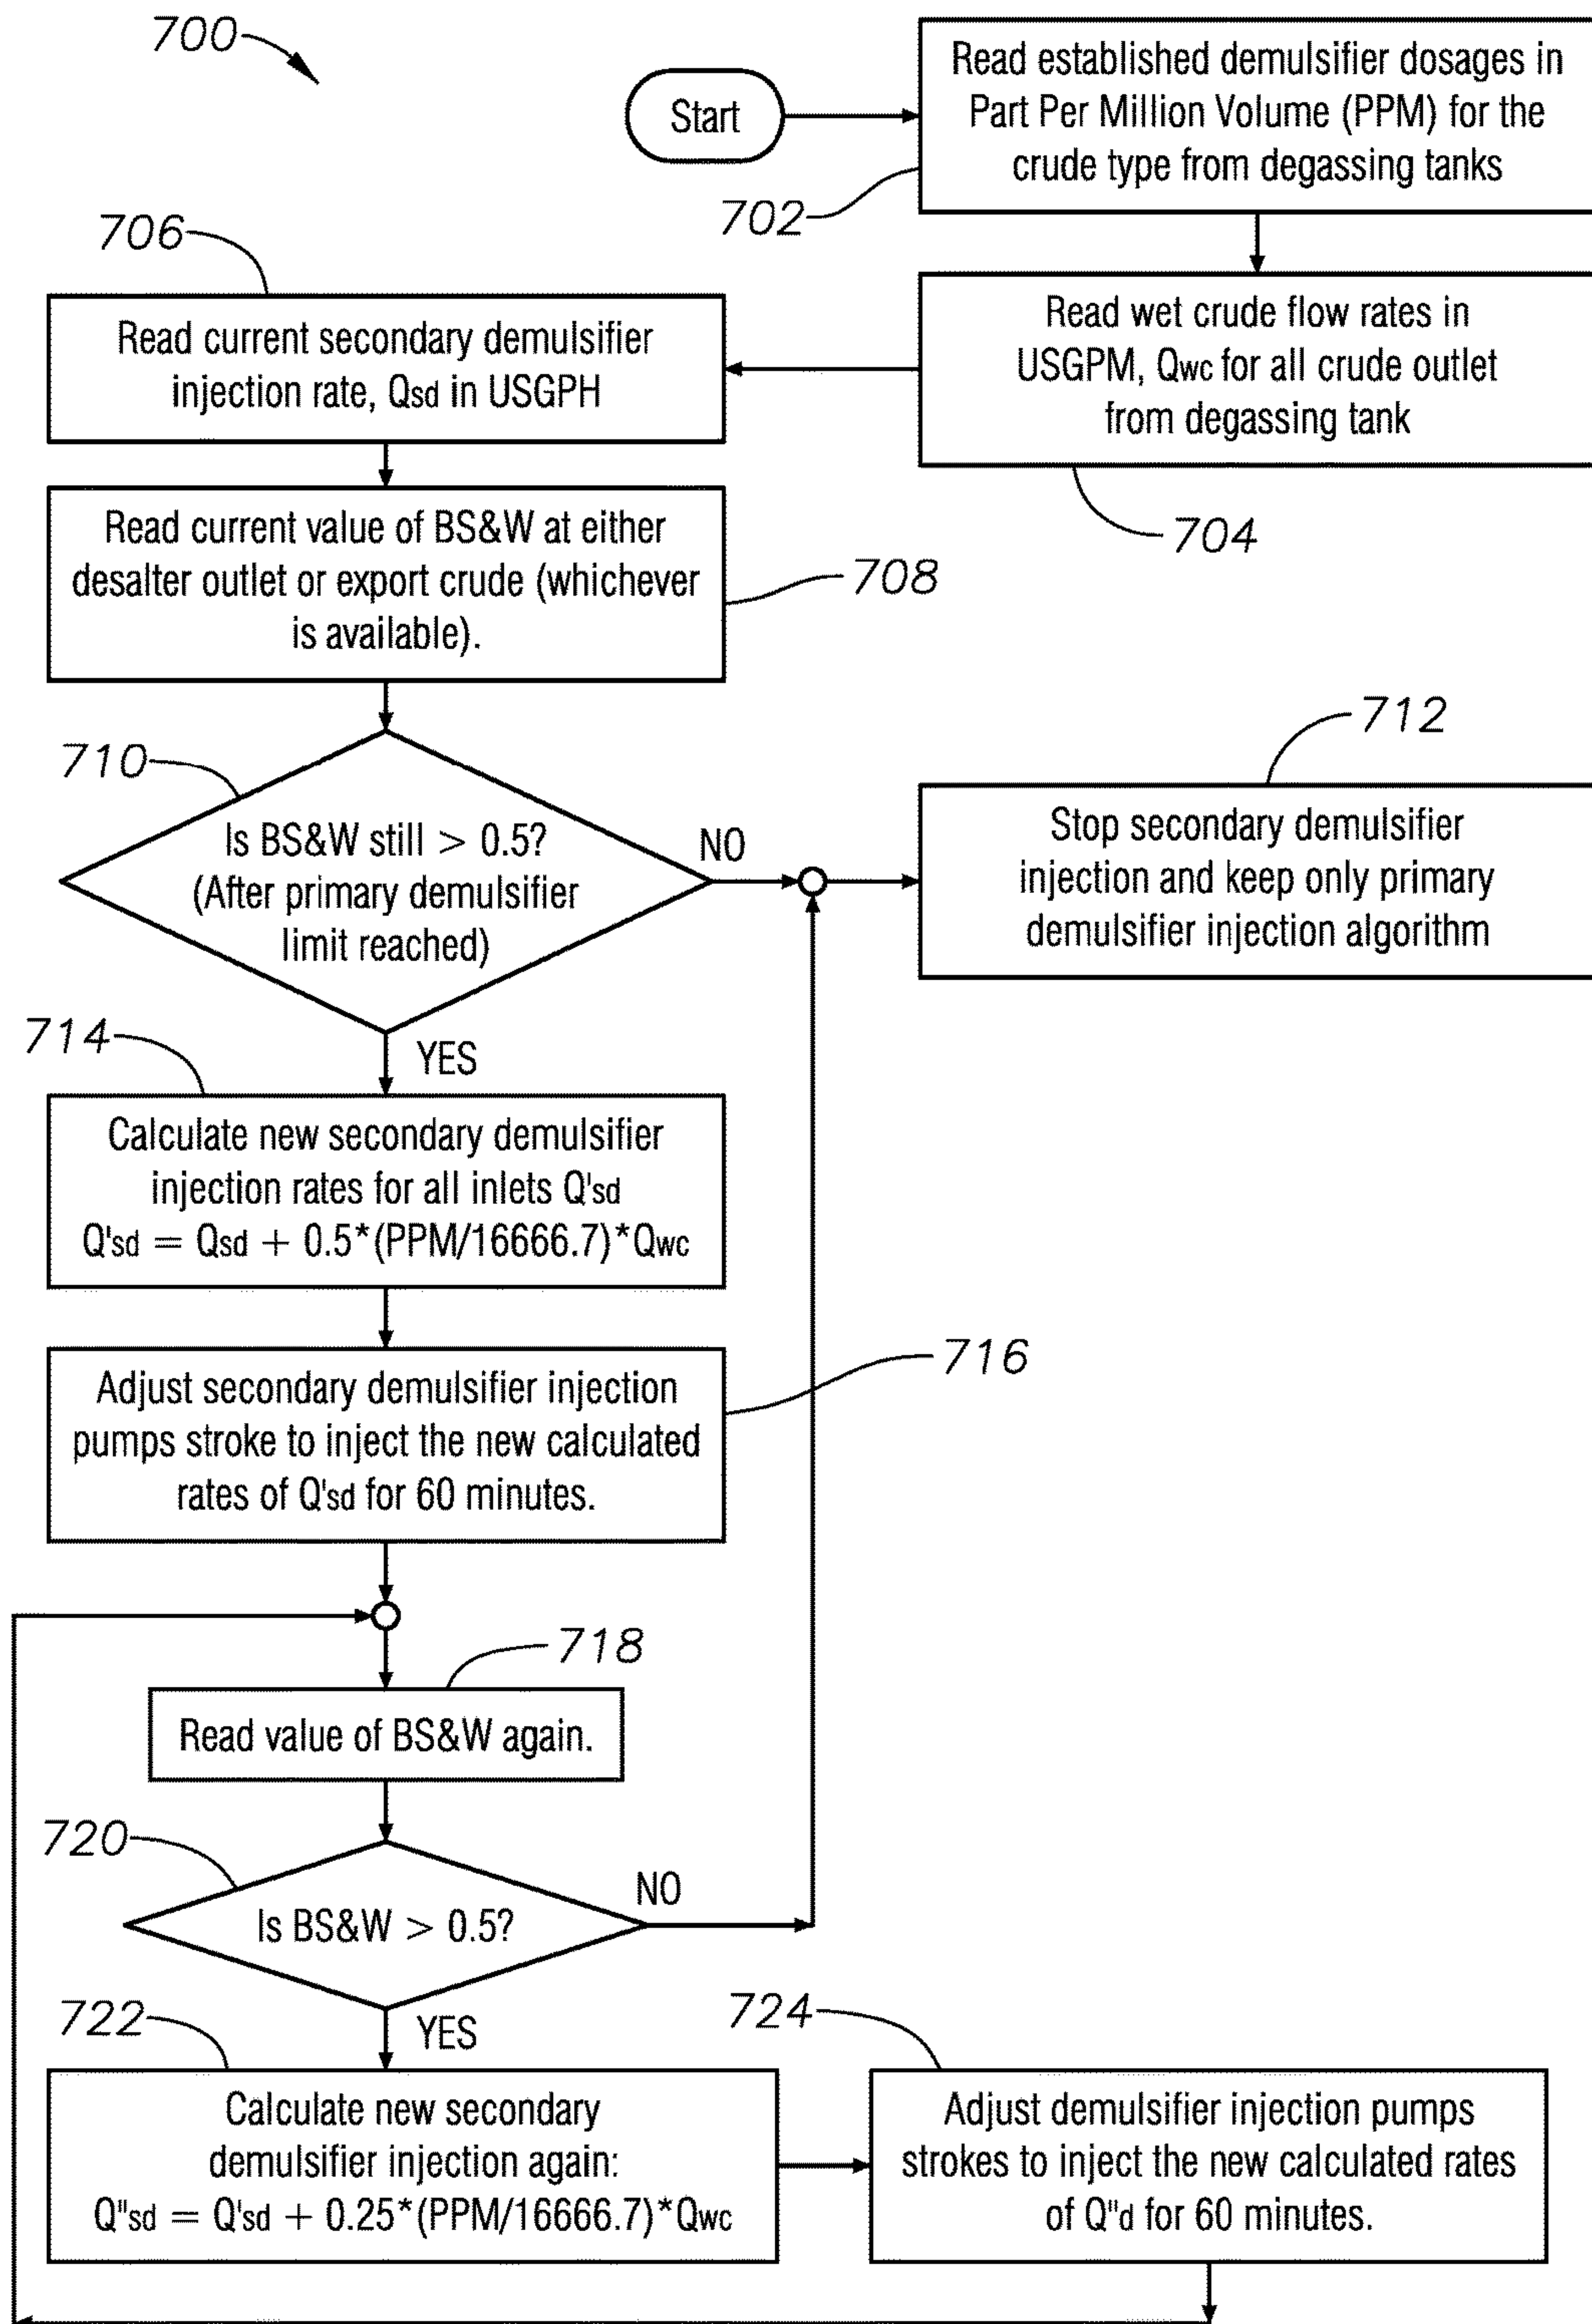 700
Start
Read established demulsifier dosages in
Part Per Million Volume (PPM) for the
crude type from degassing tanks
702
Read wet crude flow rates in
USGPM, Qwc for all crude outlet
from degassing tank
704
706
Read current secondary demulsifier
injection rate, Qsd in USGPH
Read current value of BS&W at either
desalter outlet or export crude (whichever
is available).
708
710
Is BS&W still > 0.5?
(After primary demulsifier
limit reached)
NO
712
Stop secondary demulsifier
injection and keep only primary
demulsifier injection algorithm
YES
714
Calculate new secondary demulsifier
injection rates for all inlets Q'sd
Q'sd = Qsd + 0.5*(PPM/16666.7)*Qwc
716
Adjust secondary demulsifier injection
pumps stroke to inject the new calculated
rates of Q'sd for 60 minutes.
718
Read value of BS&W again.
720
Is BS&W > 0.5?
NO
YES
722
Calculate new secondary
demulsifier injection again:
Q"sd = Q'sd + 0.25*(PPM/16666.7)*Qwc
724
Adjust demulsifier injection pumps
strokes to inject the new calculated rates
of Q"d for 60 minutes.